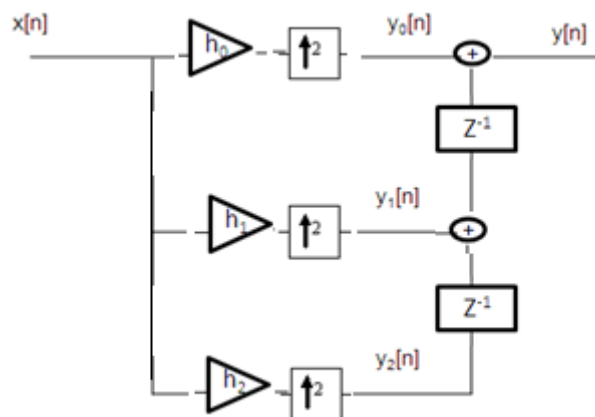 x[n]
h₀
↑2
y₀[n]
+
y[n]
Z⁻¹
h₁
↑2
y₁[n]
+
Z⁻¹
h₂
↑2
y₂[n]